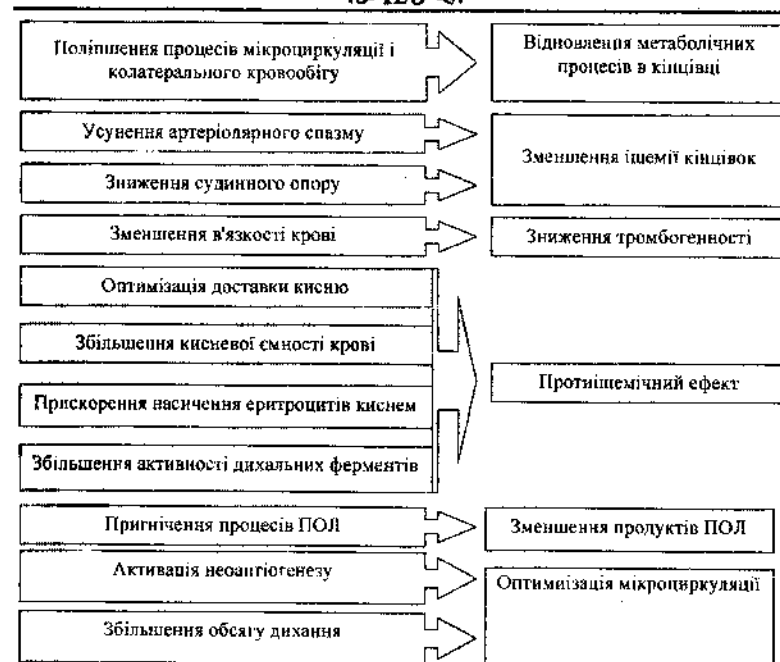 Поліпшення процесів мікроциркуляції і
колатерального кровообігу
Відновлення метаболічних
процесів в кінцівці
Усунення артеріолярного спазму
Зниження судинного опору
Зменшення ішемії кінцівок
Зменшення в'язкості крові
Зниження тромбогенності
Оптимізація доставки кисню
Збільшення кисневої ємності крові
Прискорення насичення еритроцитів киснем
Збільшення активності дихальних ферментів
Протиішемічний ефект
Пригнічення процесів ПОЛ
Зменшення продуктів ПОЛ
Активація неоангіогенезу
Збільшення обсягу дихання
Оптимізація мікроциркуляції